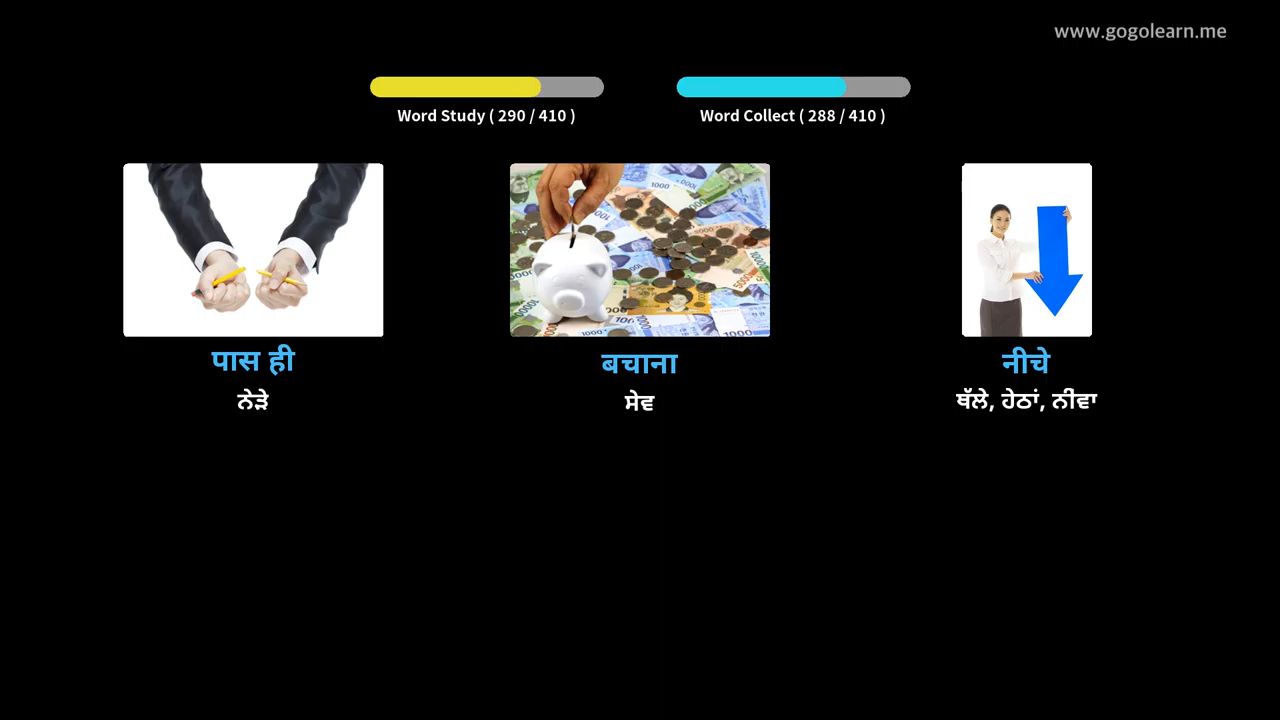 www.gogolearn.me
Word Study ( 290 / 410 )
Word Collect ( 288 / 410 )
पास ही
बचाना
नीचे
ਨੇੜੇ
ਸੇਵ
ਥੱਲੇ, ਹੇਠਾਂ, ਨੀਵਾ